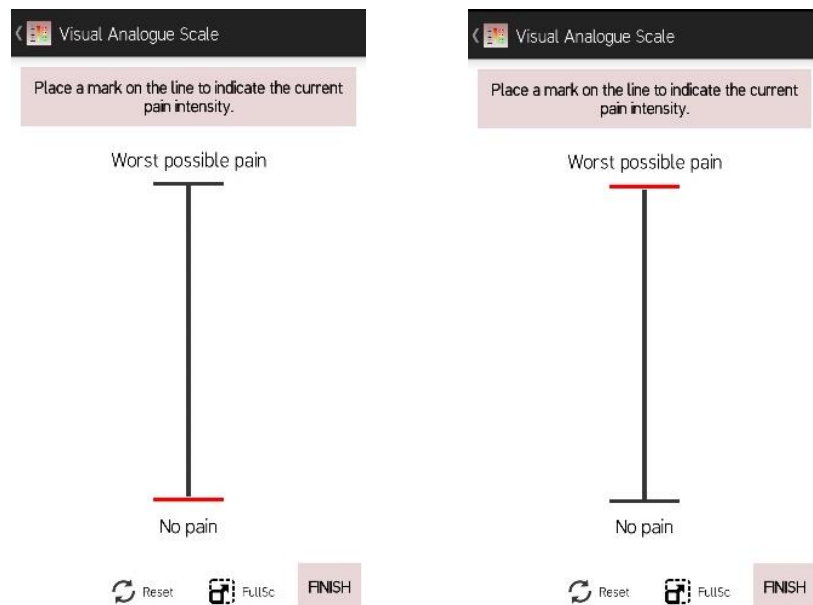 Visual Analogue Scale
Place a mark on the line to indicate the current
pain intensity.
Worst possible pain
No pain
Reset
FullSc
FINISH
Visual Analogue Scale
Place a mark on the line to indicate the current
pain intensity.
Worst possible pain
No pain
Reset
FullSc
FINISH